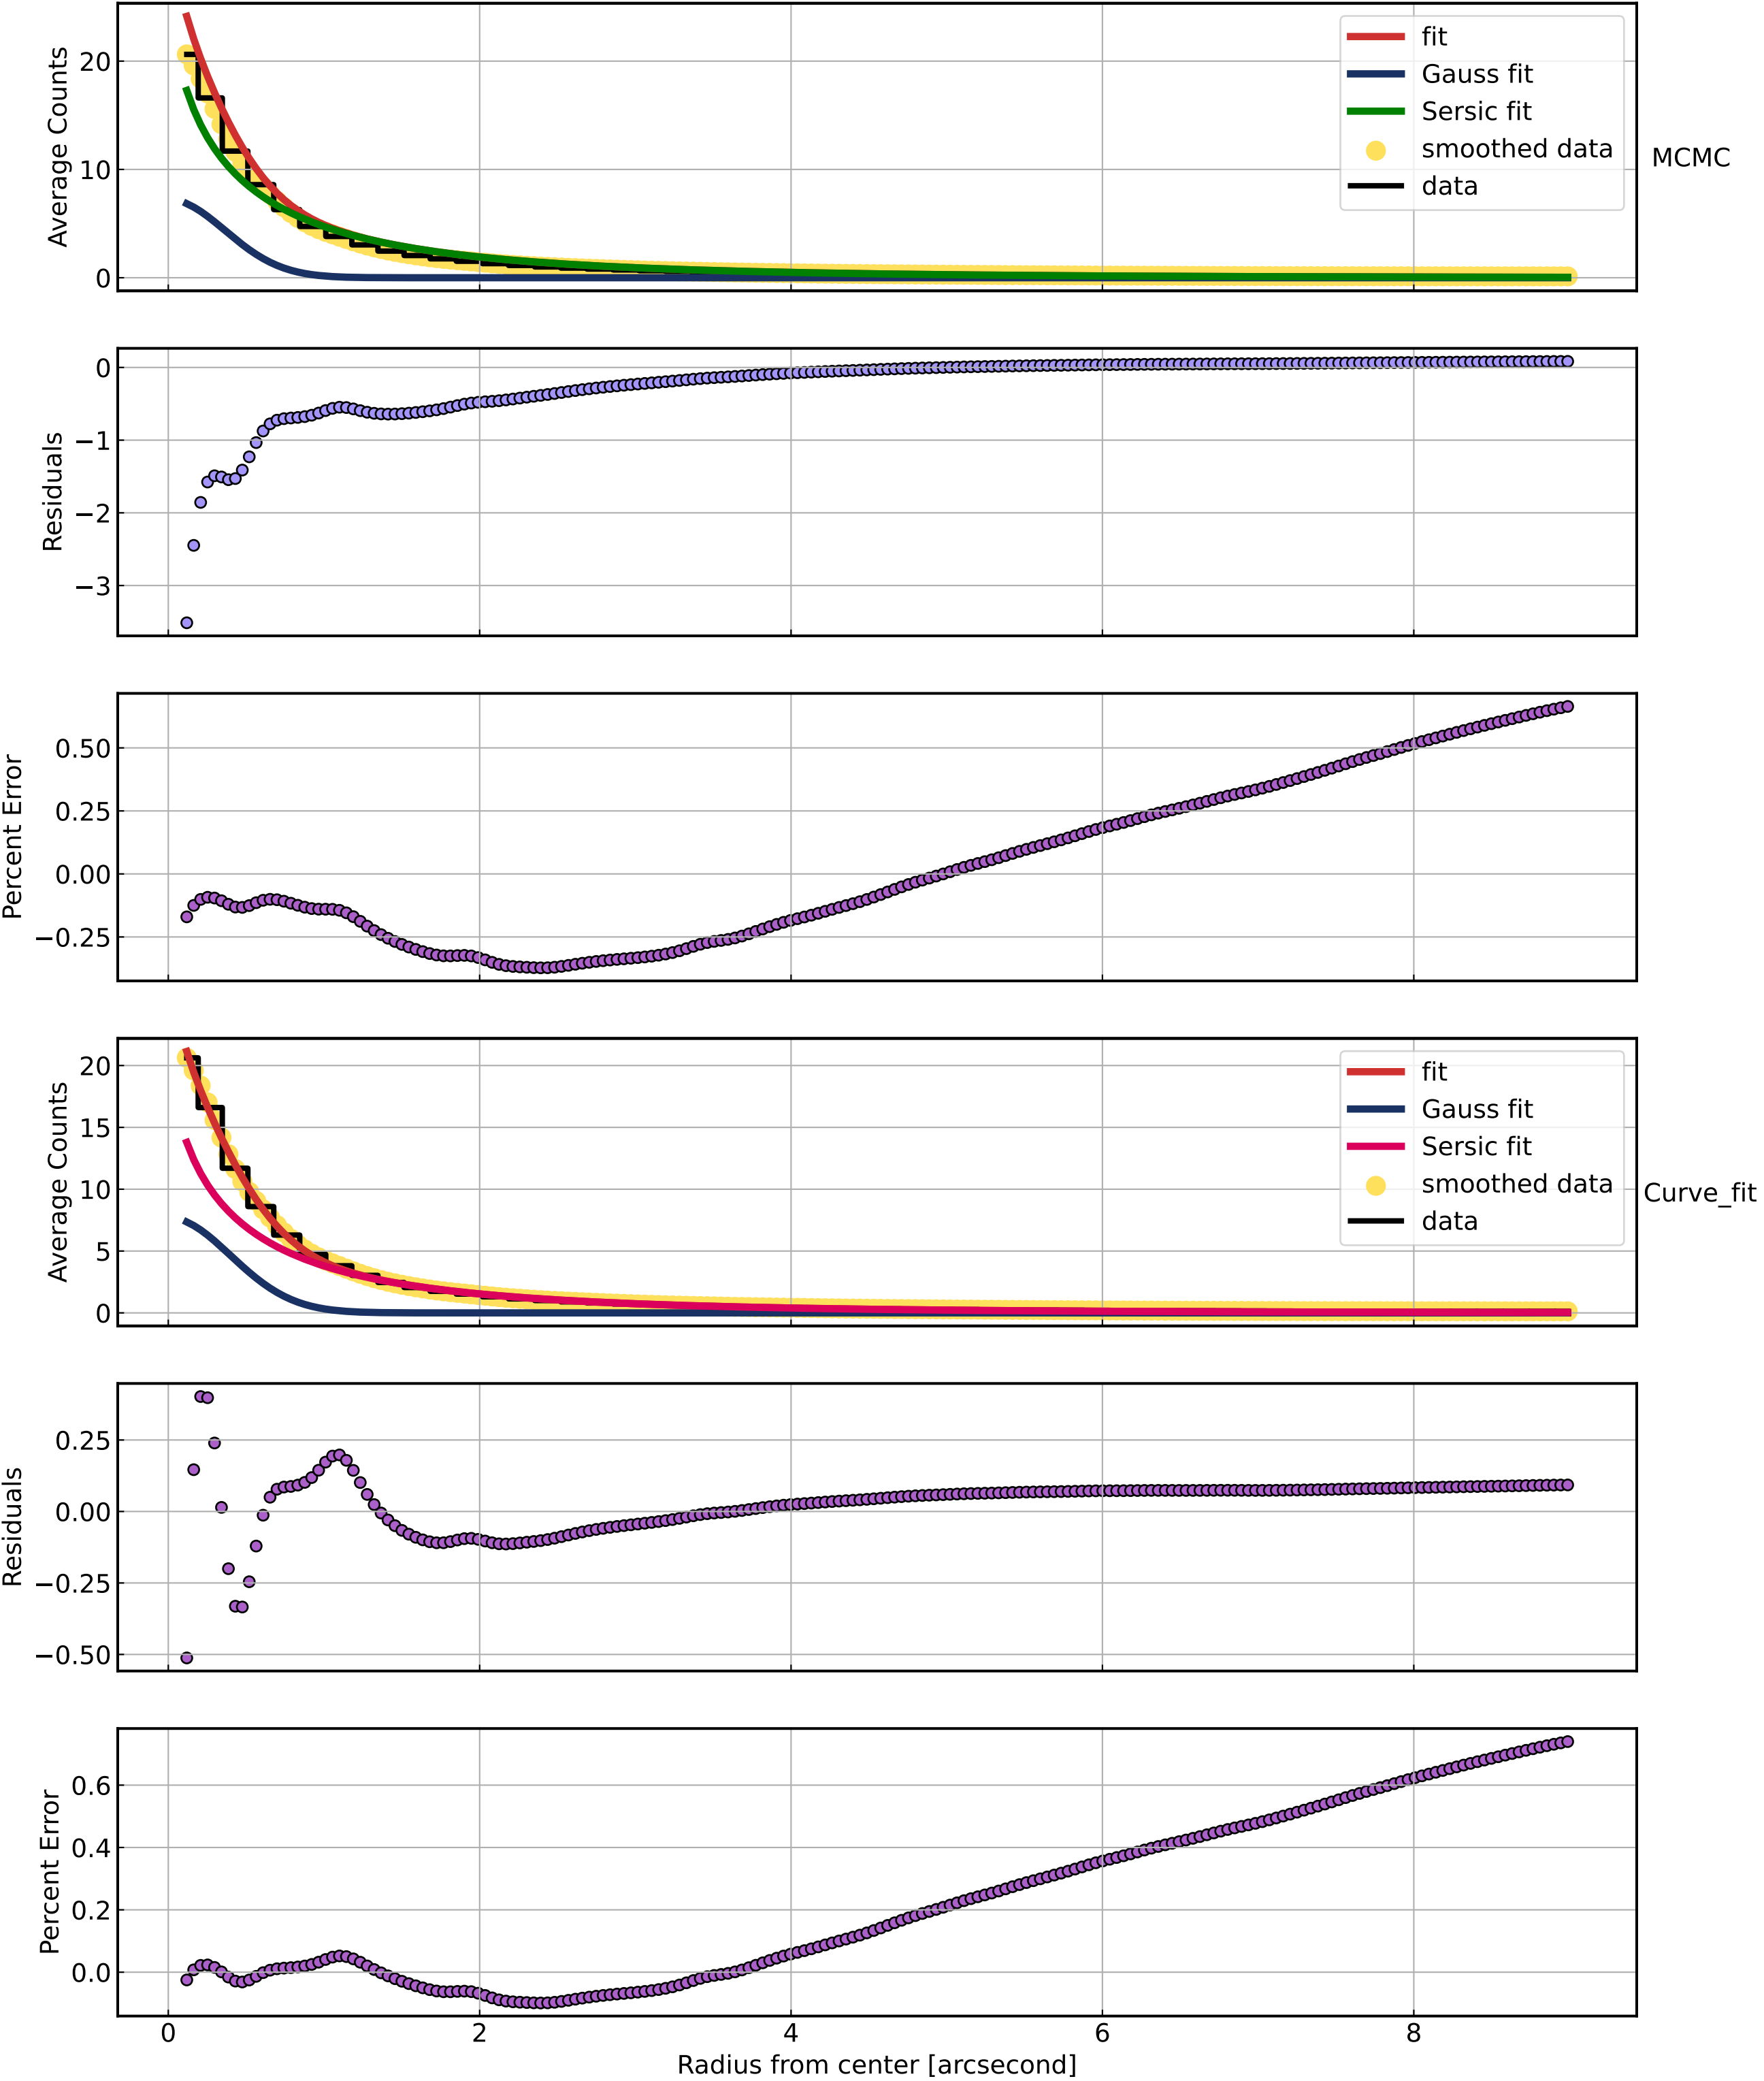 20
10
0
Average Counts
fit
Gauss fit
Sersic fit
smoothed data
data
MCMC
0
−1
−2
−3
Residuals
0.50
0.25
0.00
−0.25
Percent Error
20
15
10
5
0
Average Counts
fit
Gauss fit
Sersic fit
smoothed data
data
Curve_fit
0.25
0.00
−0.25
−0.50
Residuals
0.6
0.4
0.2
0.0
Percent Error
0 2 4 6 8
Radius from center [arcsecond]